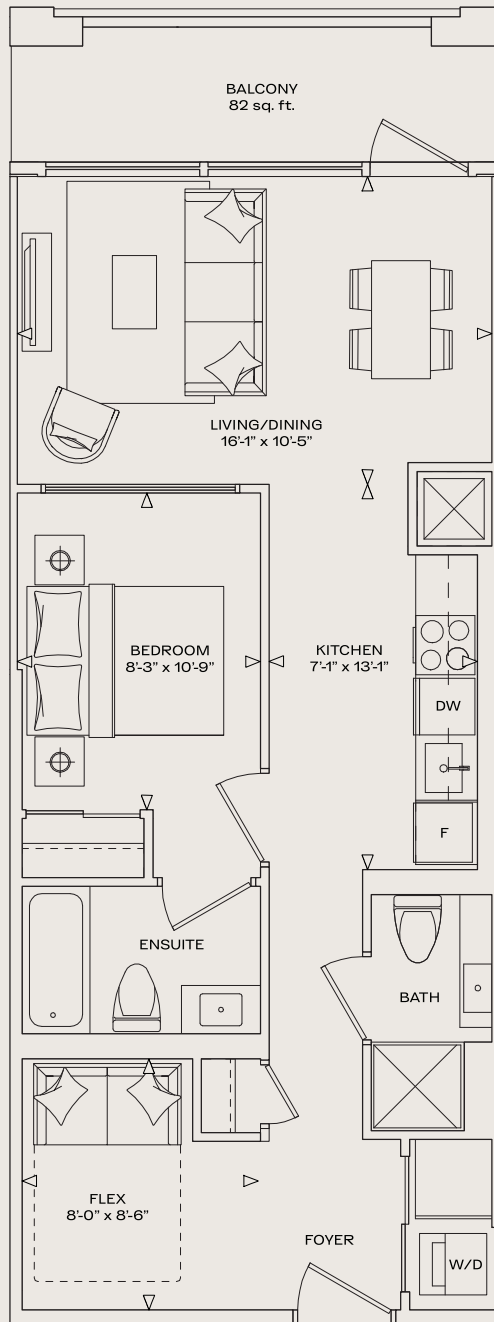 BALCONY
82 sq. ft.
LIVING/DINING
16’-1” x 10’-5”
BEDROOM
8’-3” x 10’-9”
KITCHEN
7’-1” x 13’-1”
DW
F
ENSUITE
BATH
FLEX
8’-0” x 8’-6”
FOYER
W/D